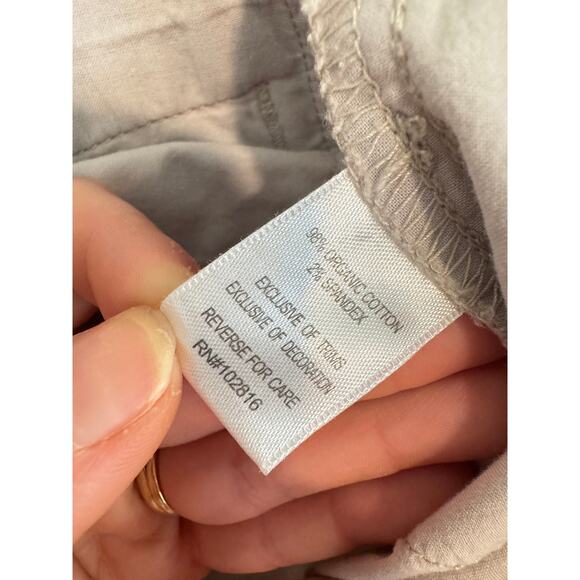 98% ORGANIC COTTON
2% SPANDEX
EXCLUSIVE OF TRIMS
EXCLUSIVE OF DECORATION
REVERSE FOR CARE
RN#102816